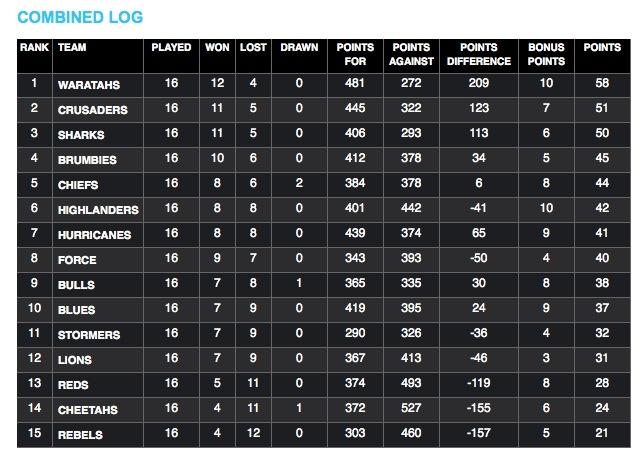 COMBINED LOG
RANK TEAM PLAYED WON LOST DRAWN POINTS FOR POINTS AGAINST POINTS DIFFERENCE BONUS POINTS POINTS
1 WARATAHS 16 12 4 0 481 272 209 10 58
2 CRUSADERS 16 11 5 0 445 322 123 7 51
3 SHARKS 16 11 5 0 406 293 113 6 50
4 BRUMBIES 16 10 6 0 412 378 34 5 45
5 CHIEFS 16 8 6 2 384 378 6 8 44
6 HIGHLANDERS 16 8 8 0 401 442 -41 10 42
7 HURRICANES 16 8 8 0 439 374 65 9 41
8 FORCE 16 9 7 0 343 393 -50 4 40
9 BULLS 16 7 8 1 365 335 30 8 38
10 BLUES 16 7 9 0 419 395 24 9 37
11 STORMERS 16 7 9 0 290 326 -36 4 32
12 LIONS 16 7 9 0 367 413 -46 3 31
13 REDS 16 5 11 0 374 493 -119 8 28
14 CHEETAHS 16 4 11 1 372 527 -155 6 24
15 REBELS 16 4 12 0 303 460 -157 5 21